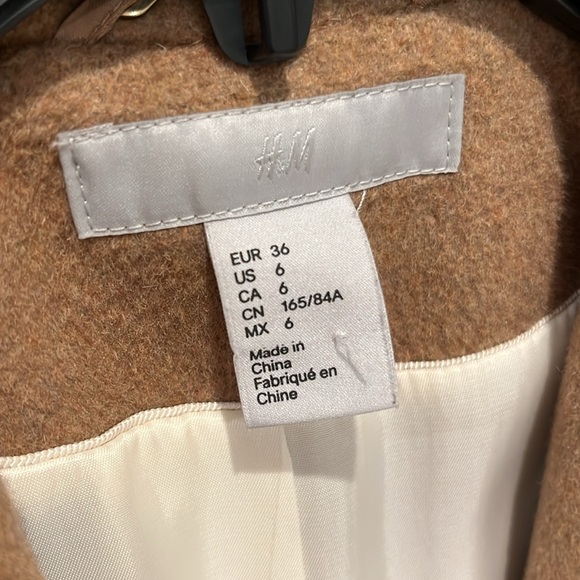 H&M
EUR 36
US 6
CA 6
CN 165/84A
MX 6
Made in
China
Fabriqué en
Chine